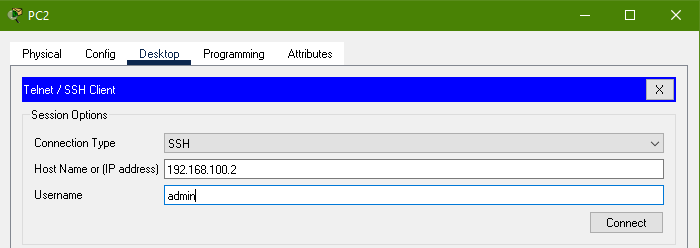 PC2
Physical Config Desktop Programming Attributes
Telnet / SSH Client X
Session Options
Connection Type SSH
Host Name or (IP address) 192.168.100.2
Username admin
Connect